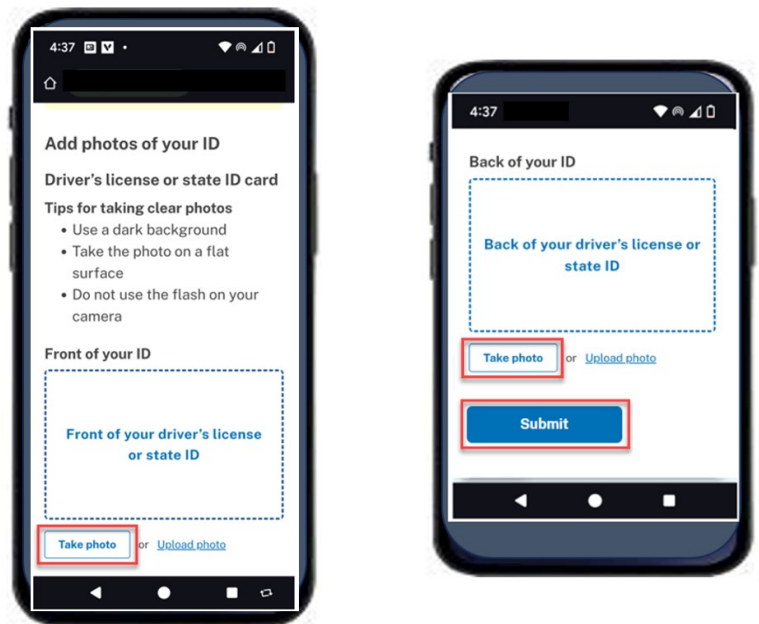 4:37
Add photos of your ID
Driver's license or state ID card
Tips for taking clear photos
• Use a dark background
• Take the photo on a flat
surface
• Do not use the flash on your
camera
Front of your ID
Front of your driver's license
or state ID
Take photo or Upload photo
4:37
Back of your ID
Back of your driver's license or
state ID
Take photo or Upload photo
Submit